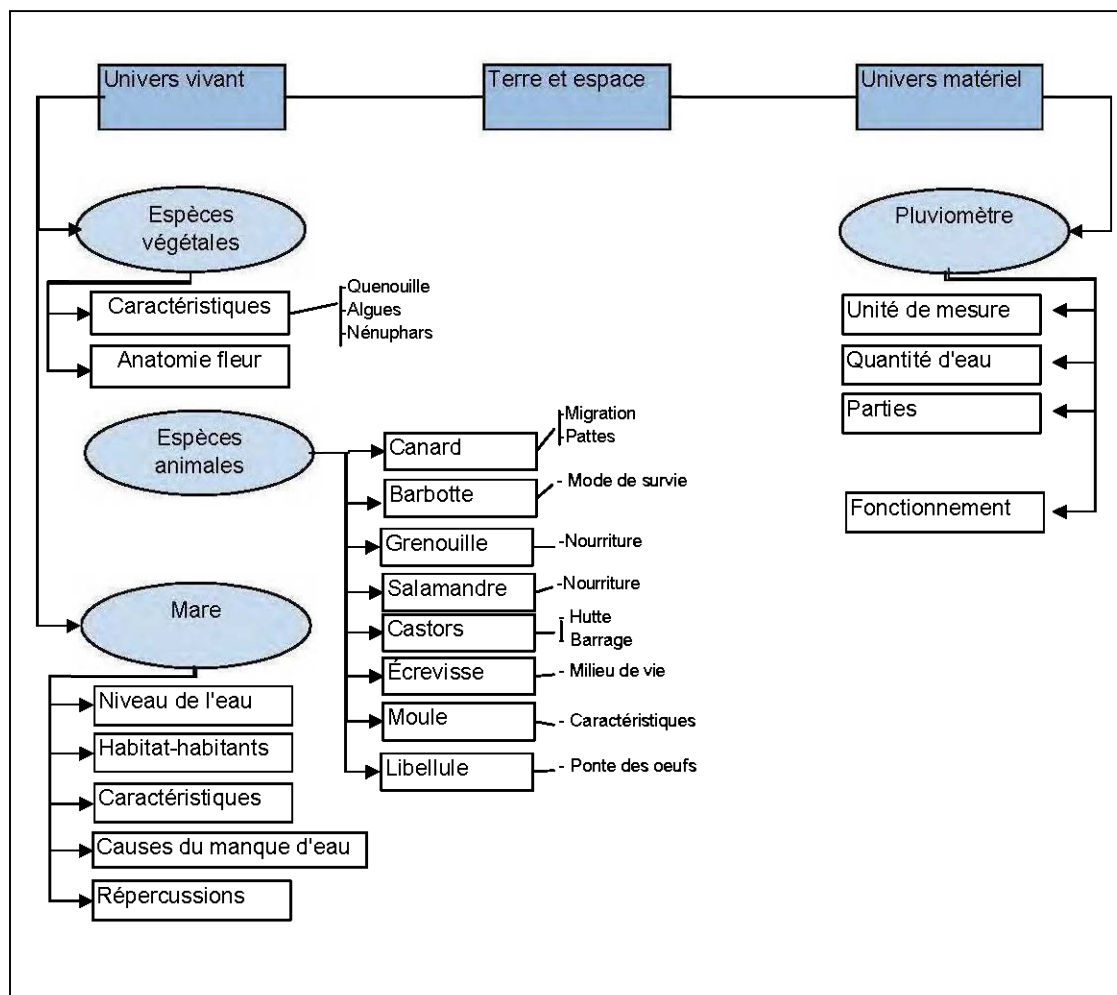 Univers vivant
Terre et espace
Univers matériel
Espèces
végétales
Caractéristiques
-Quenouille
-Algues
-Nénuphars
Anatomie fleur
Espèces
animales
Canard
-Migration
- Pattes
Barbotte
- Mode de survie
Grenouille
-Nourriture
Salamandre
-Nourriture
Castors
- Hutte
Barrage
Écrevisse
- Milieu de vie
Moule
- Caractéristiques
Libellule
- Ponte des oeufs
Mare
Niveau de l'eau
Habitat-habitants
Caractéristiques
Causes du manque d'eau
Répercussions
Pluviomètre
Unité de mesure
Quantité d'eau
Parties
Fonctionnement